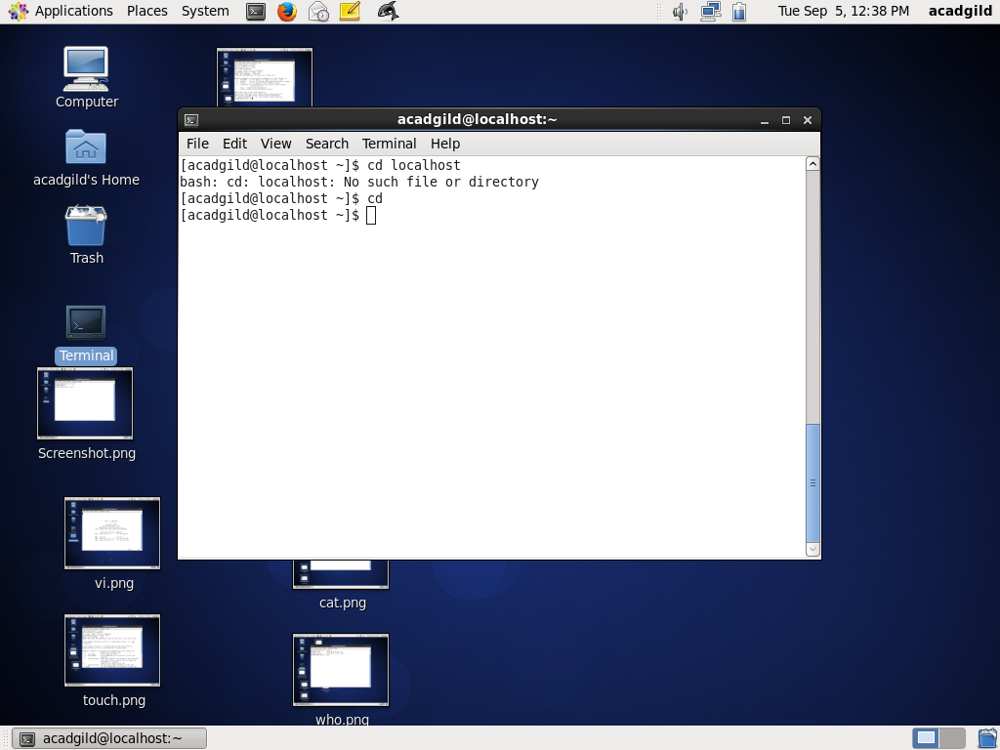 Applications Places System Tue Sep 5, 12:38 PM acadgild
Computer
acadgild's Home
Trash
Terminal
Screenshot.png
vi.png
touch.png
acadgild@localhost:~
File Edit View Search Terminal Help
[acadgild@localhost ~]$ cd localhost
bash: cd: localhost: No such file or directory
[acadgild@localhost ~]$ cd
[acadgild@localhost ~]$
cat.png
who.png
acadgild@localhost:~